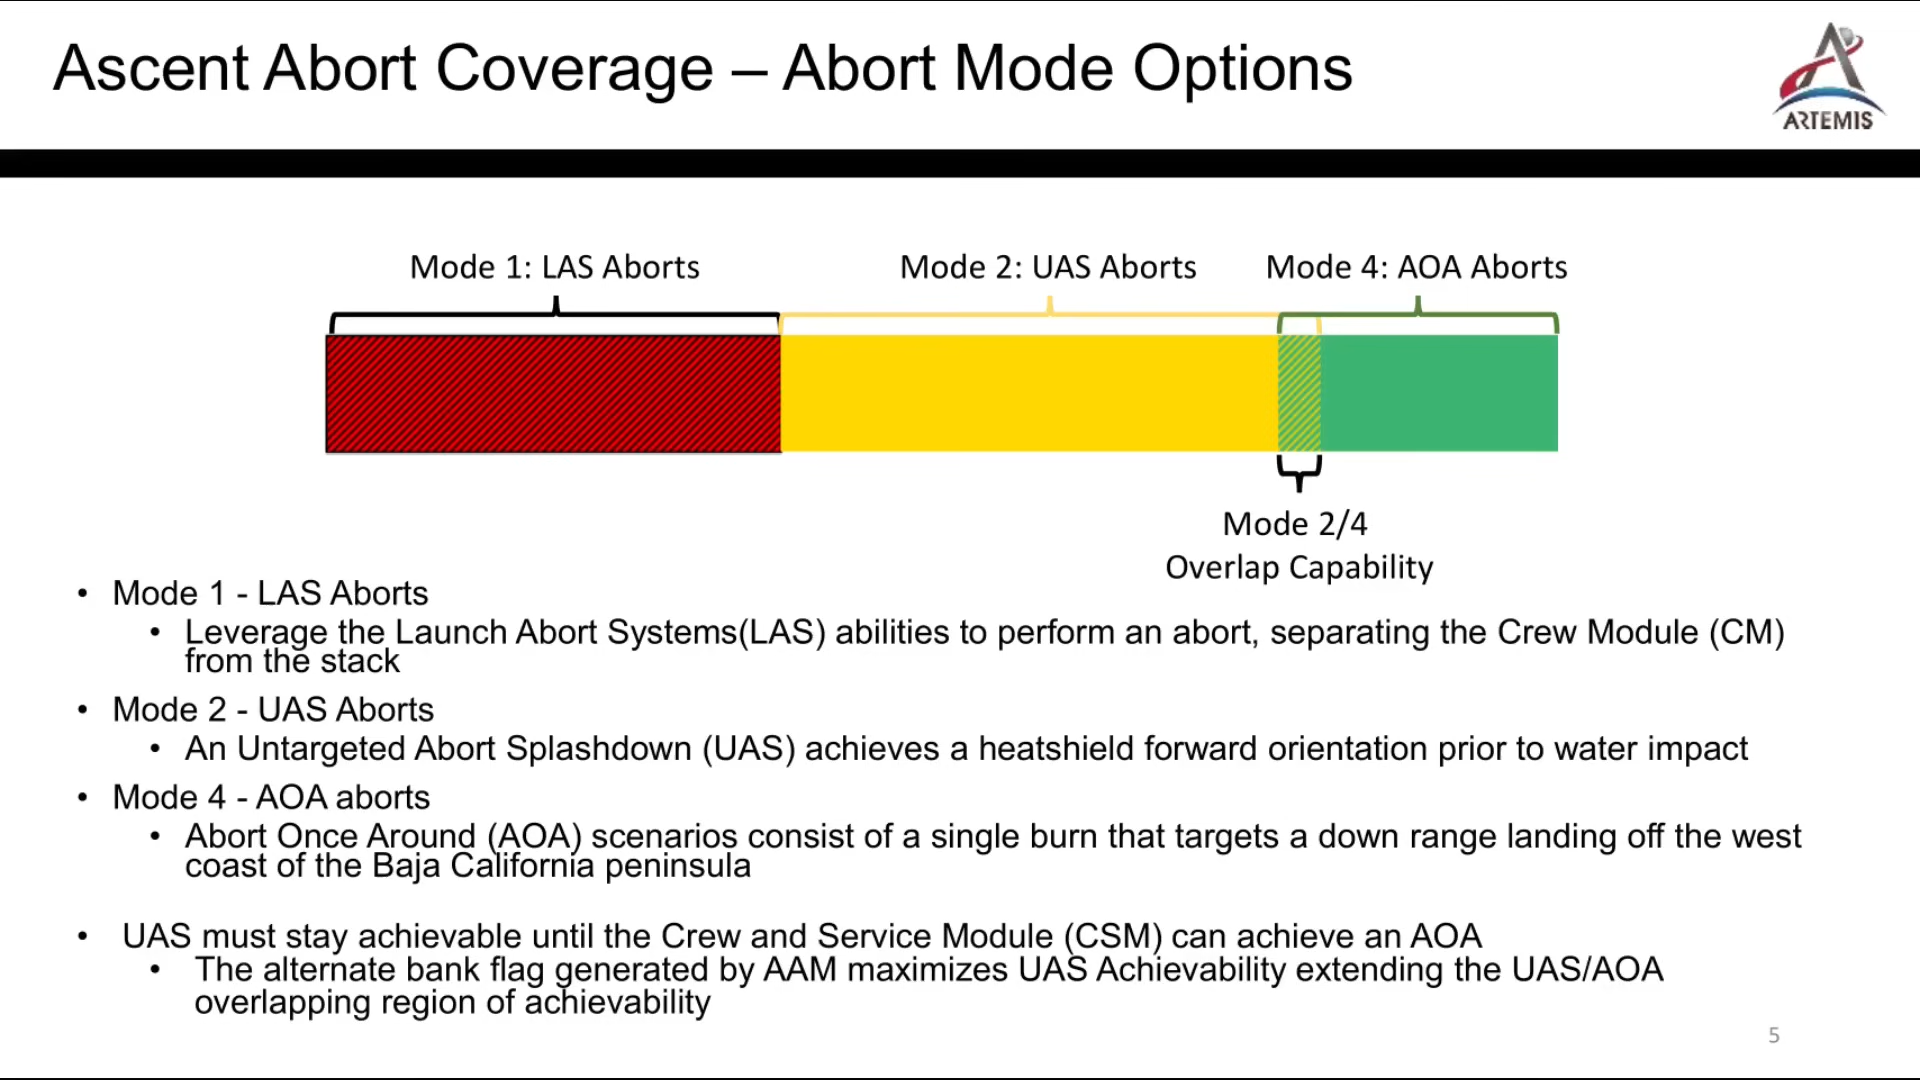 Ascent Abort Coverage – Abort Mode Options
ARTEMIS
Mode 1: LAS Aborts
Mode 2: UAS Aborts
Mode 4: AOA Aborts
Mode 2/4
Overlap Capability
• Mode 1 - LAS Aborts
• Leverage the Launch Abort Systems(LAS) abilities to perform an abort, separating the Crew Module (CM)
from the stack
• Mode 2 - UAS Aborts
• An Untargeted Abort Splashdown (UAS) achieves a heatshield forward orientation prior to water impact
• Mode 4 - AOA aborts
• Abort Once Around (AOA) scenarios consist of a single burn that targets a down range landing off the west
coast of the Baja California peninsula
• UAS must stay achievable until the Crew and Service Module (CSM) can achieve an AOA
• The alternate bank flag generated by AAM maximizes UAS Achievability extending the UAS/AOA
overlapping region of achievability
5